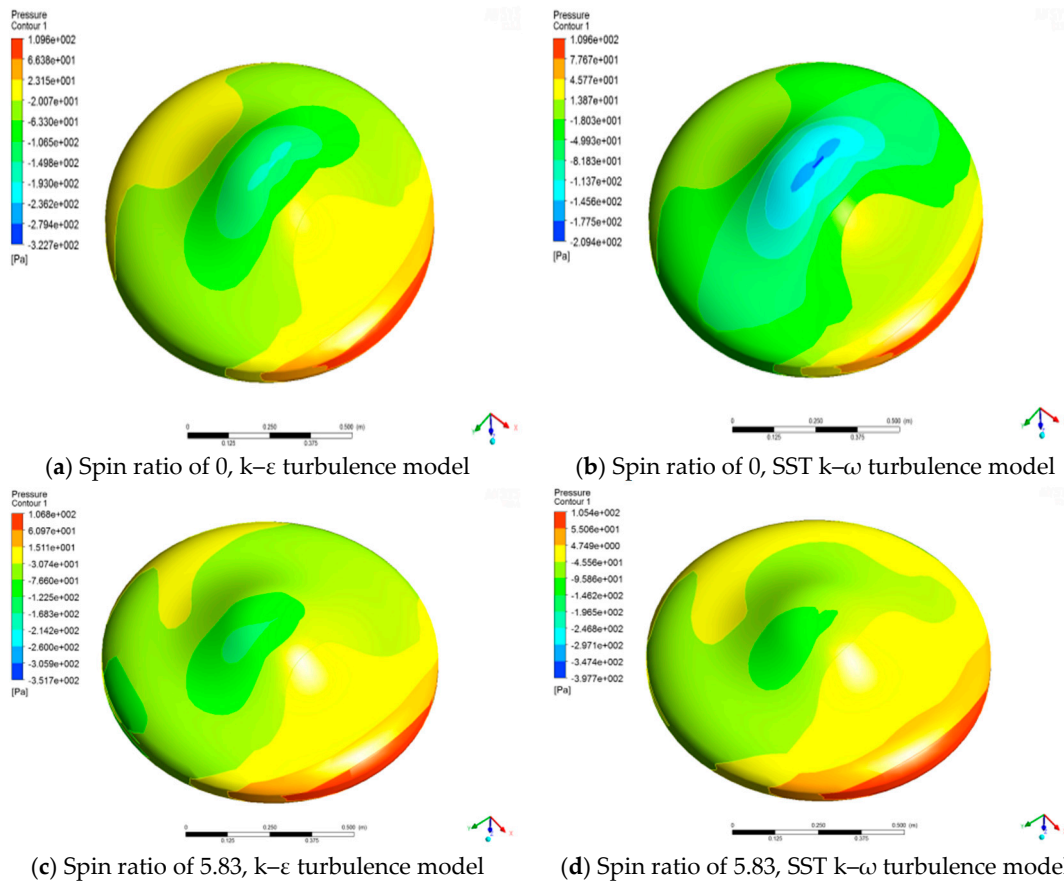 Pressure
Contour 1
1.096e+002
6.638e+001
2.315e+001
-2.007e+001
-6.330e+001
-1.065e+002
-1.498e+002
-1.930e+002
-2.362e+002
-2.794e+002
-3.227e+002
[Pa]
0 0.250 0.500 (m)
0.125 0.375
X
(a) Spin ratio of 0, k–ε turbulence model
Pressure
Contour 1
1.096e+002
7.767e+001
4.577e+001
1.387e+001
-1.803e+001
-4.993e+001
-8.183e+001
-1.137e+002
-1.456e+002
-1.775e+002
-2.094e+002
[Pa]
0 0.250 0.500 (m)
0.125 0.375
X
(b) Spin ratio of 0, SST k–ω turbulence model
Pressure
Contour 1
1.068e+002
6.097e+001
1.511e+001
-3.074e+001
-7.660e+001
-1.225e+002
-1.683e+002
-2.142e+002
-2.600e+002
-3.059e+002
-3.517e+002
[Pa]
0 0.250 0.500 (m)
0.125 0.375
X
(c) Spin ratio of 5.83, k–ε turbulence model
Pressure
Contour 1
1.054e+002
5.506e+001
4.749e+000
-4.556e+001
-9.586e+001
-1.462e+002
-1.965e+002
-2.468e+002
-2.971e+002
-3.474e+002
-3.977e+002
[Pa]
0 0.250 0.500 (m)
0.125 0.375
X
(d) Spin ratio of 5.83, SST k–ω turbulence model